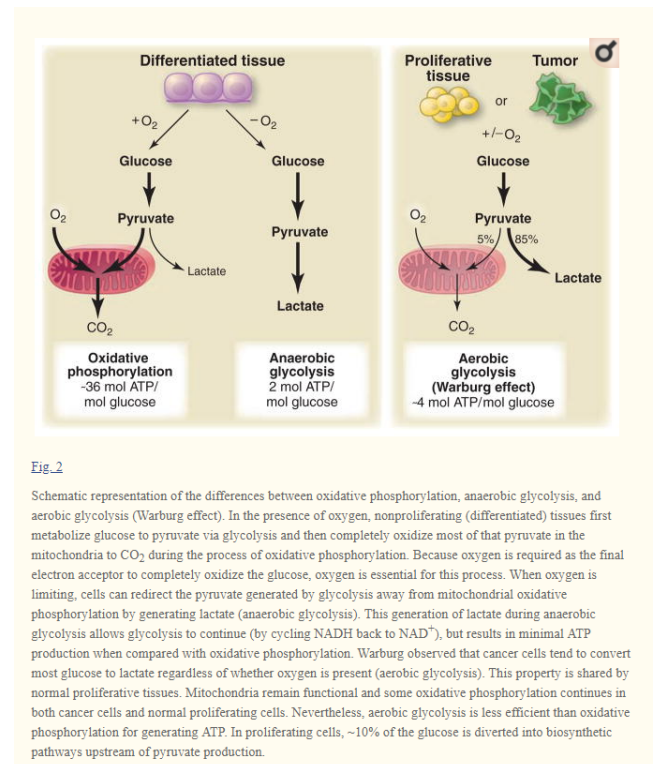 Differentiated tissue
+O₂
-O₂
Glucose
Glucose
O₂
Pyruvate
Pyruvate
Lactate
Lactate
CO₂
Oxidative
phosphorylation
-36 mol ATP/
mol glucose
Anaerobic
glycolysis
2 mol ATP/
mol glucose
Proliferative
tissue
or
Tumor
+/-O₂
Glucose
O₂
Pyruvate
5%
85%
Lactate
CO₂
Aerobic
glycolysis
(Warburg effect)
-4 mol ATP/mol glucose
Fig. 2
Schematic representation of the differences between oxidative phosphorylation, anaerobic glycolysis, and
aerobic glycolysis (Warburg effect). In the presence of oxygen, nonproliferating (differentiated) tissues first
metabolize glucose to pyruvate via glycolysis and then completely oxidize most of that pyruvate in the
mitochondria to CO₂ during the process of oxidative phosphorylation. Because oxygen is required as the final
electron acceptor to completely oxidize the glucose, oxygen is essential for this process. When oxygen is
limiting, cells can redirect the pyruvate generated by glycolysis away from mitochondrial oxidative
phosphorylation by generating lactate (anaerobic glycolysis). This generation of lactate during anaerobic
glycolysis allows glycolysis to continue (by cycling NADH back to NAD⁺), but results in minimal ATP
production when compared with oxidative phosphorylation. Warburg observed that cancer cells tend to convert
most glucose to lactate regardless of whether oxygen is present (aerobic glycolysis). This property is shared by
normal proliferative tissues. Mitochondria remain functional and some oxidative phosphorylation continues in
both cancer cells and normal proliferating cells. Nevertheless, aerobic glycolysis is less efficient than oxidative
phosphorylation for generating ATP. In proliferating cells, ~10% of the glucose is diverted into biosynthetic
pathways upstream of pyruvate production.